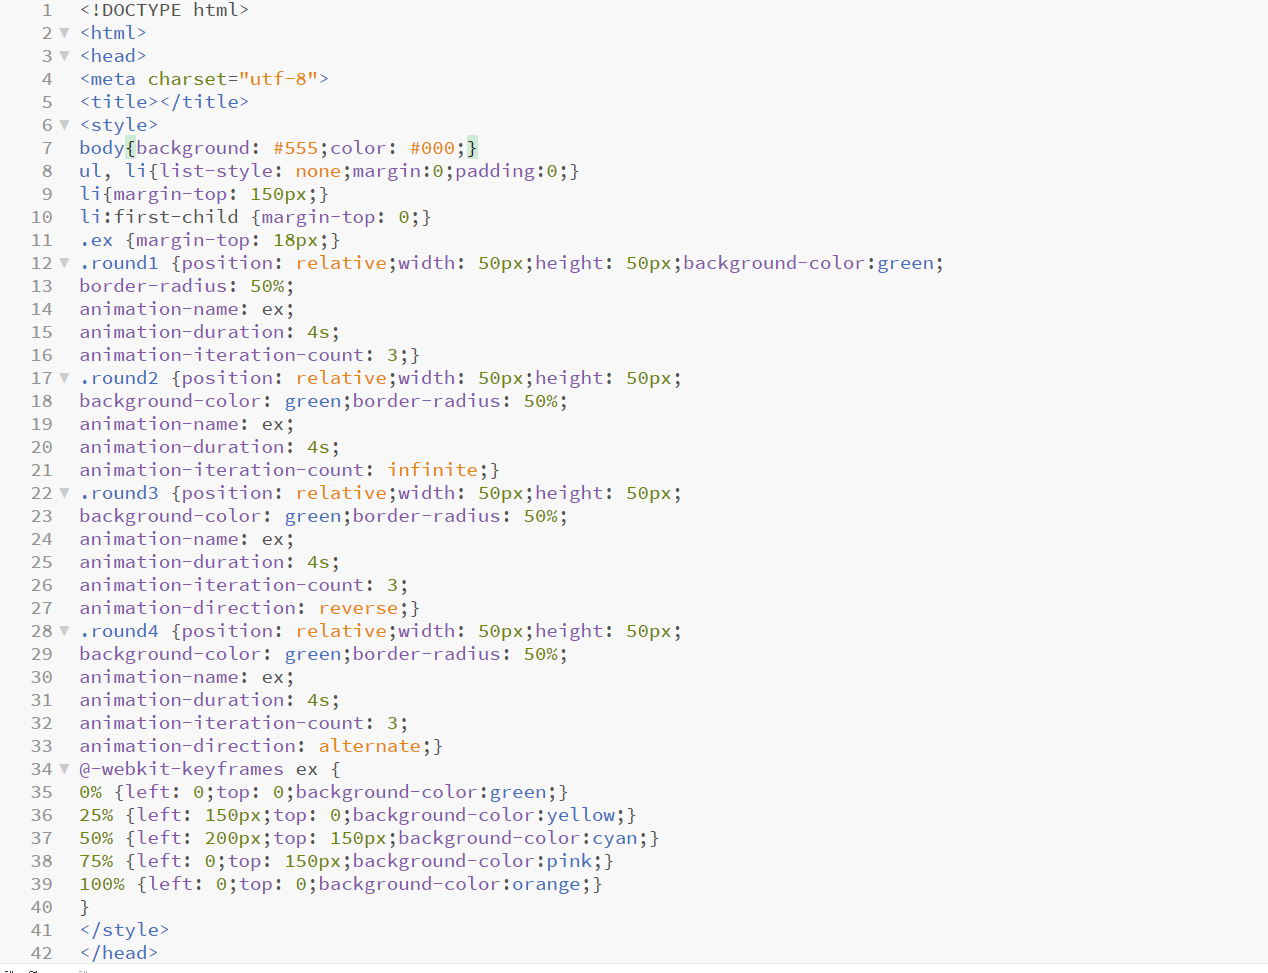 1 <!DOCTYPE html>
2 <html>
3 <head>
4 <meta charset="utf-8">
5 <title></title>
6 <style>
7 body{background: #555;color: #000;}
8 ul, li{list-style: none;margin:0;padding:0;}
9 li{margin-top: 150px;}
10 li:first-child {margin-top: 0;}
11 .ex {margin-top: 18px;}
12 .round1 {position: relative;width: 50px;height: 50px;background-color:green;
13 border-radius: 50%;
14 animation-name: ex;
15 animation-duration: 4s;
16 animation-iteration-count: 3;}
17 .round2 {position: relative;width: 50px;height: 50px;
18 background-color: green;border-radius: 50%;
19 animation-name: ex;
20 animation-duration: 4s;
21 animation-iteration-count: infinite;}
22 .round3 {position: relative;width: 50px;height: 50px;
23 background-color: green;border-radius: 50%;
24 animation-name: ex;
25 animation-duration: 4s;
26 animation-iteration-count: 3;
27 animation-direction: reverse;}
28 .round4 {position: relative;width: 50px;height: 50px;
29 background-color: green;border-radius: 50%;
30 animation-name: ex;
31 animation-duration: 4s;
32 animation-iteration-count: 3;
33 animation-direction: alternate;}
34 @-webkit-keyframes ex {
35 0% {left: 0;top: 0;background-color:green;}
36 25% {left: 150px;top: 0;background-color:yellow;}
37 50% {left: 200px;top: 150px;background-color:cyan;}
38 75% {left: 0;top: 150px;background-color:pink;}
39 100% {left: 0;top: 0;background-color:orange;}
40 }
41 </style>
42 </head>